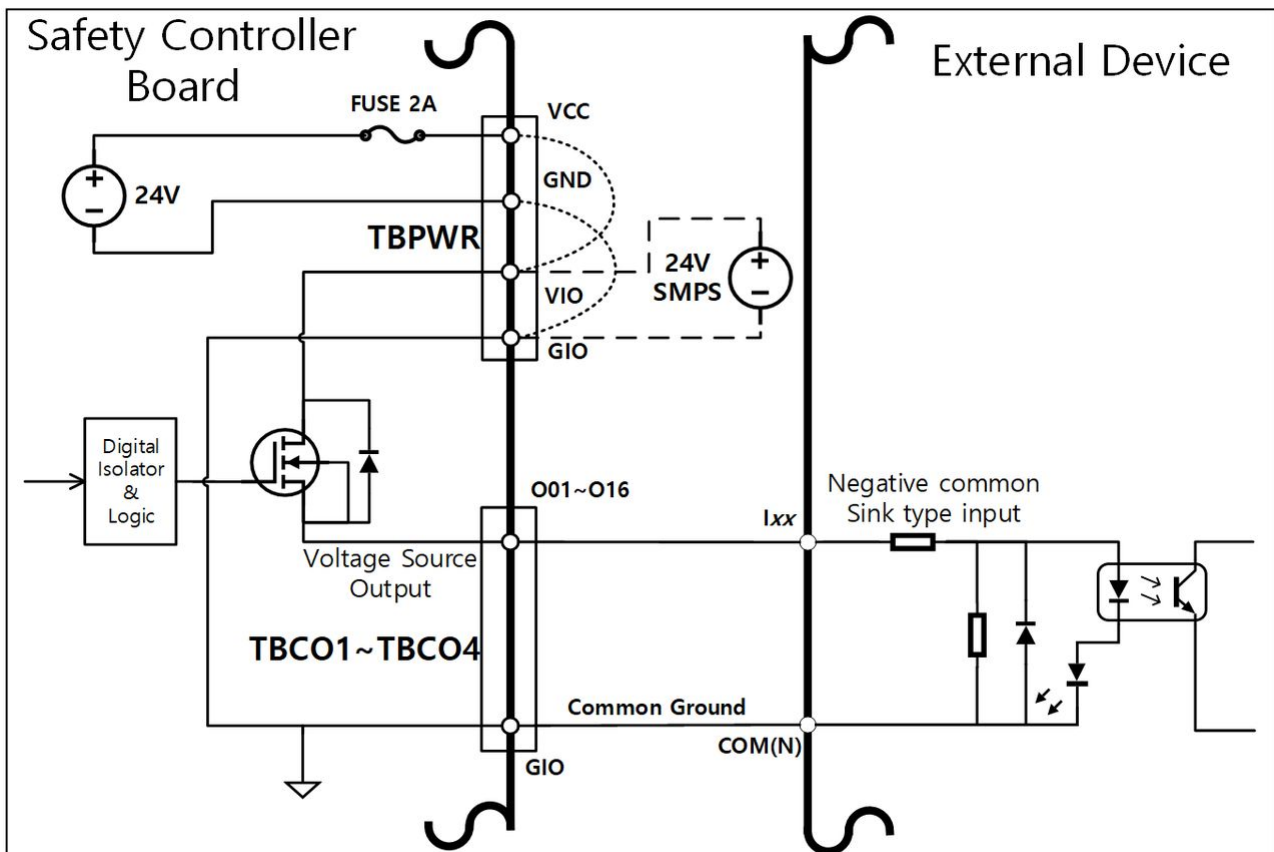 Safety Controller
Board
External Device
FUSE 2A
VCC
GND
24V
TBPWR
24V
SMPS
VIO
GIO
Digital
Isolator
&
Logic
O01~O16
Negative common
Sink type input
Ixx
Voltage Source
Output
TBCO1~TBCO4
Common Ground
COM(N)
GIO